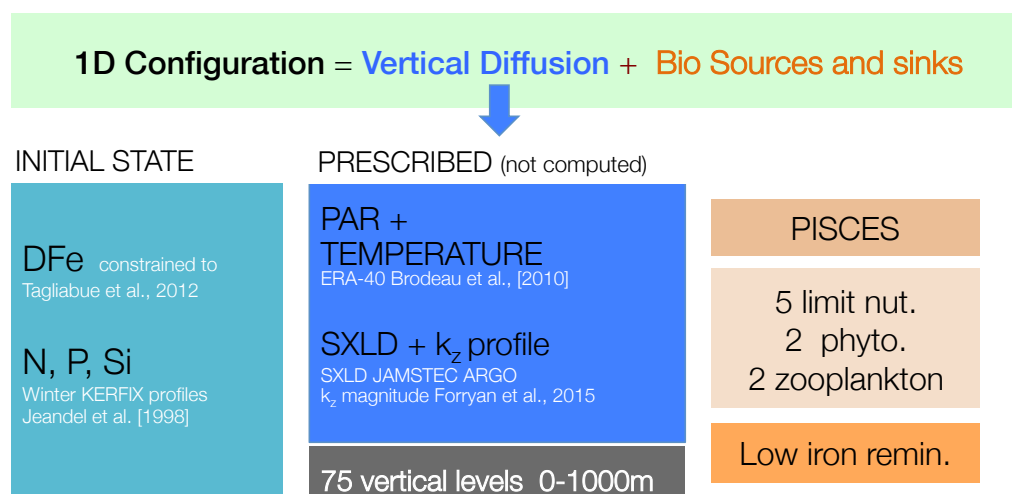 1D Configuration = Vertical Diffusion + Bio Sources and sinks
INITIAL STATE
DFe constrained to
Tagliabue et al., 2012
N, P, Si
Winter KERFIX profiles
Jeandel et al. [1998]
PRESCRIBED (not computed)
PAR +
TEMPERATURE
ERA-40 Brodeau et al., [2010]
SXLD + kz profile
SXLD JAMSTEC ARGO
kz magnitude Forryan et al., 2015
75 vertical levels 0-1000m
PISCES
5 limit nut.
2 phyto.
2 zooplankton
Low iron remin.